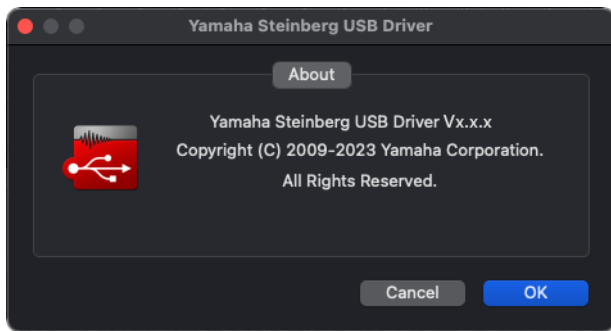 Yamaha Steinberg USB Driver
About
Yamaha Steinberg USB Driver Vx.x.x
Copyright (C) 2009-2023 Yamaha Corporation.
All Rights Reserved.
Cancel OK